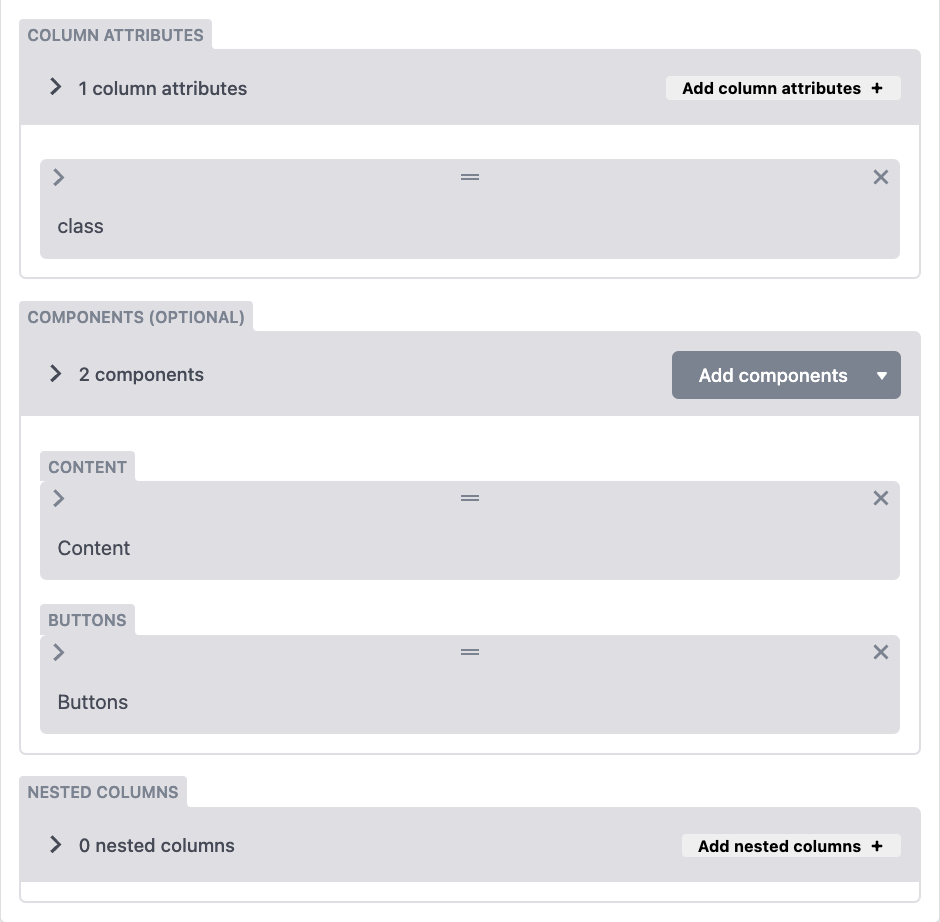 COLUMN ATTRIBUTES
1 column attributes
Add column attributes +
class
COMPONENTS (OPTIONAL)
2 components
Add components
CONTENT
Content
BUTTONS
Buttons
NESTED COLUMNS
0 nested columns
Add nested columns +